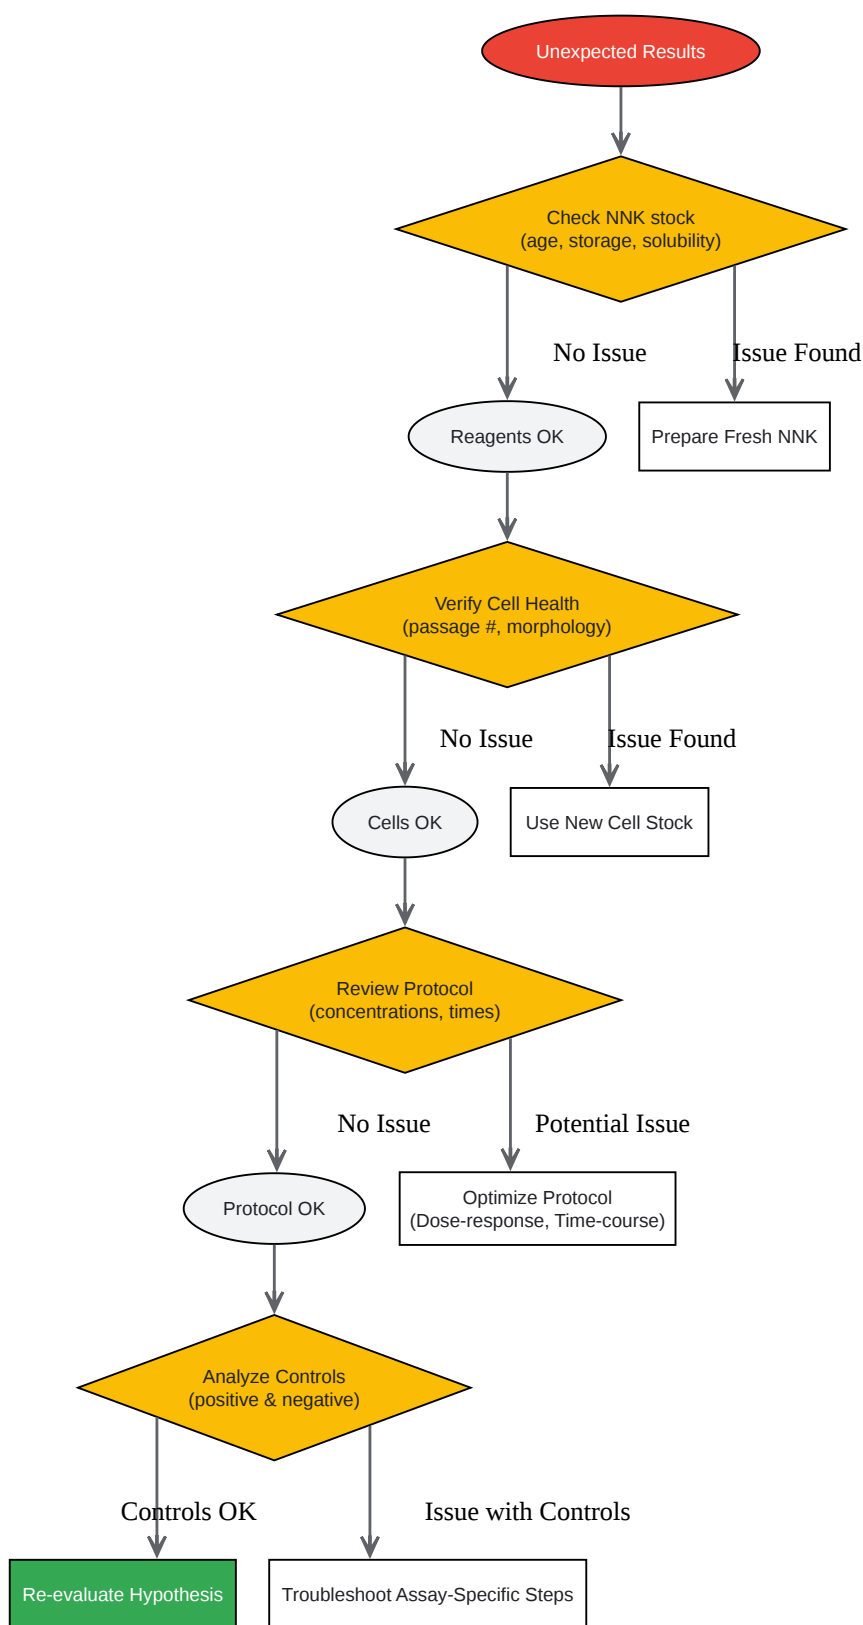 Unexpected Results
Check NNK stock
(age, storage, solubility)
No Issue
Issue Found
Reagents OK
Prepare Fresh NNK
Verify Cell Health
(passage #, morphology)
No Issue
Issue Found
Cells OK
Use New Cell Stock
Review Protocol
(concentrations, times)
No Issue
Potential Issue
Protocol OK
Optimize Protocol
(Dose-response, Time-course)
Analyze Controls
(positive & negative)
Controls OK
Issue with Controls
Re-evaluate Hypothesis
Troubleshoot Assay-Specific Steps